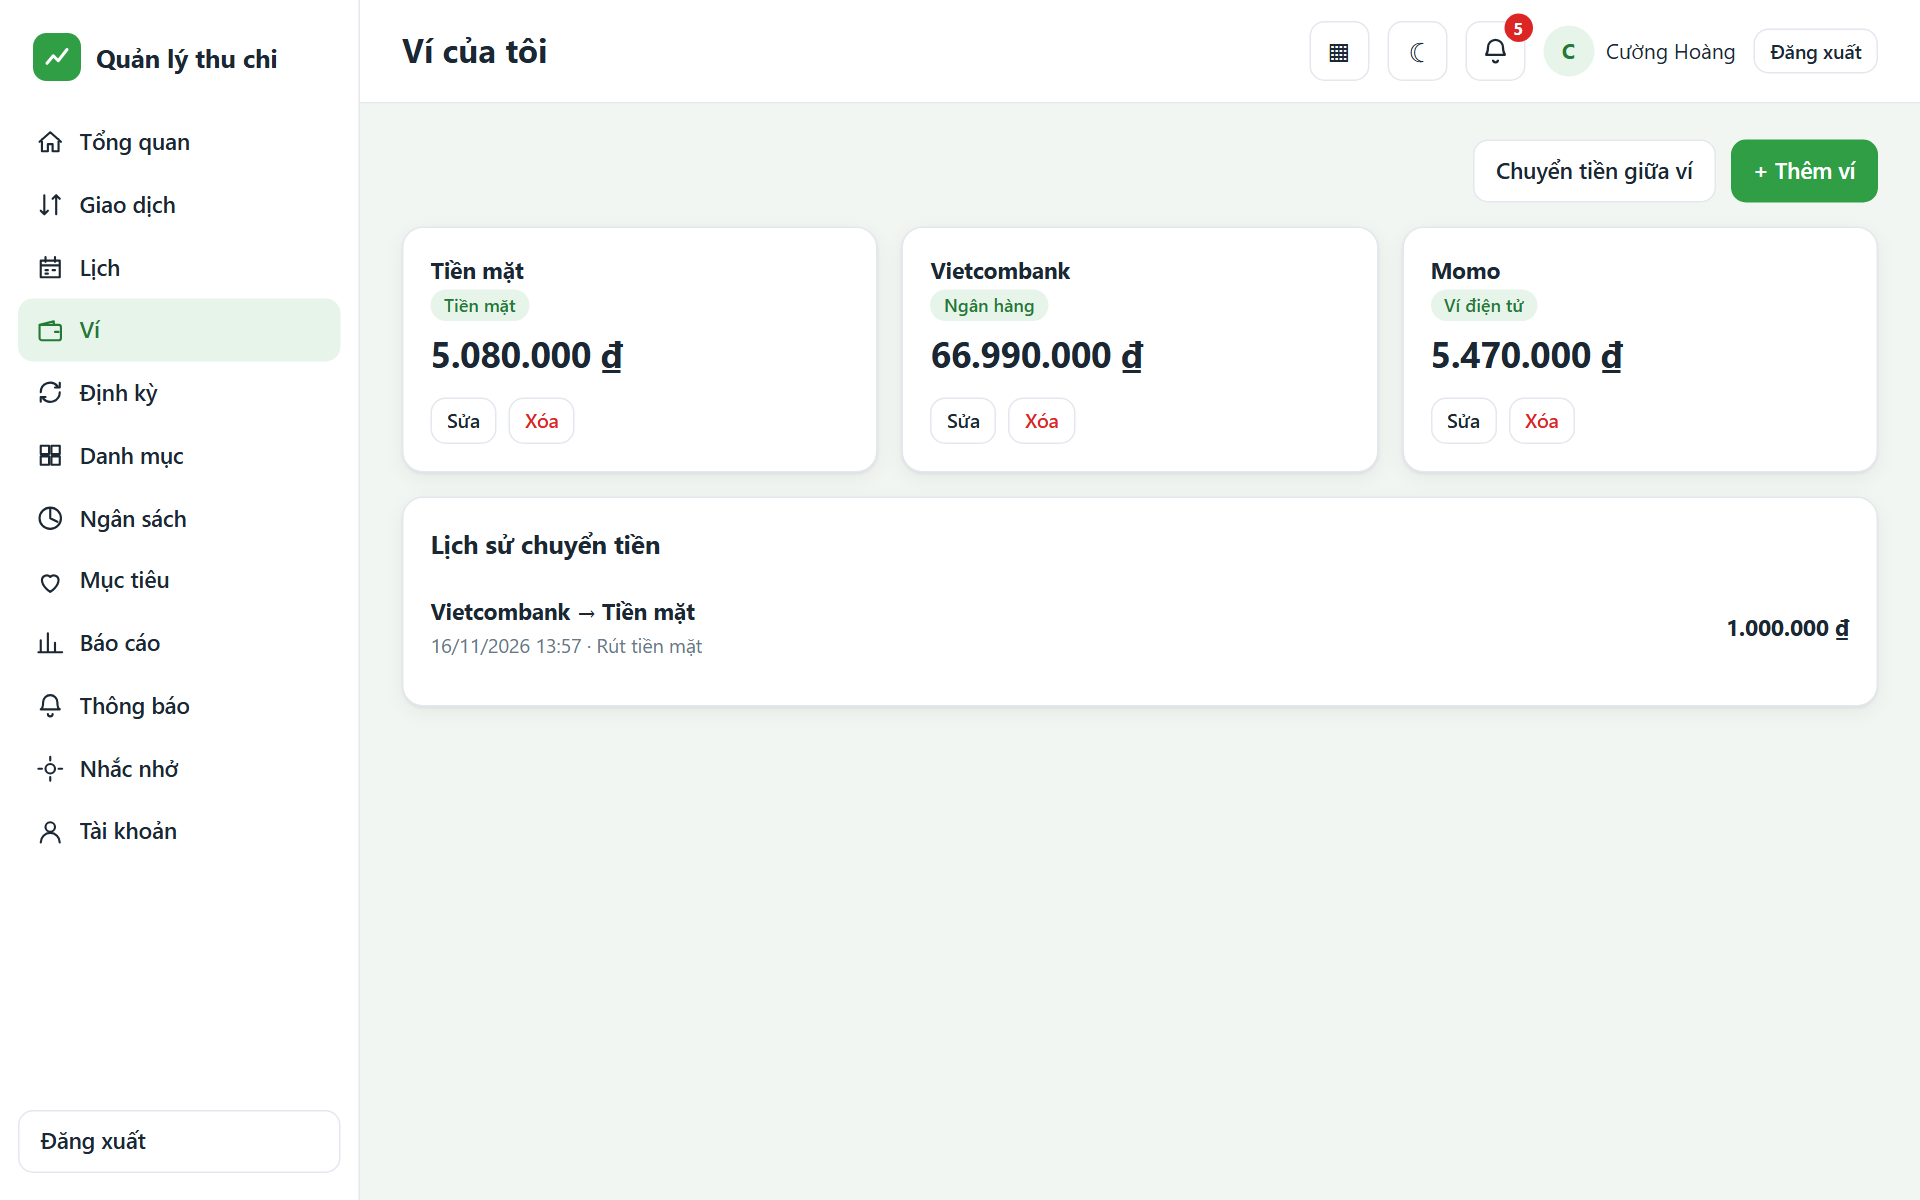 Quản lý thu chi
Tổng quan
Giao dịch
Lịch
Ví
Định kỳ
Danh mục
Ngân sách
Mục tiêu
Báo cáo
Thông báo
Nhắc nhở
Tài khoản
Đăng xuất
Ví của tôi
5
C
Cường Hoàng
Đăng xuất
Chuyển tiền giữa ví
+ Thêm ví
Tiền mặt
Tiền mặt
5.080.000 ₫
Sửa
Xóa
Vietcombank
Ngân hàng
66.990.000 ₫
Sửa
Xóa
Momo
Ví điện tử
5.470.000 ₫
Sửa
Xóa
Lịch sử chuyển tiền
Vietcombank → Tiền mặt
16/11/2026 13:57 · Rút tiền mặt
1.000.000 ₫